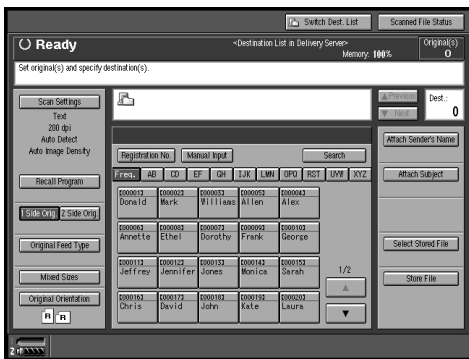 Switch Dest. List Scanned File Status
Ready
<Destination List in Delivery Server>
Memory: 100%
Original(s)
0
Set original(s) and specify destination(s).
Scan Settings
Text
200 dpi
Auto Detect
Auto Image Density
Recall Program
1 Side Orig. 2 Side Orig.
Original Feed Type
Mixed Sizes
Original Orientation
R R
▲ Previous
▼ Next
Dest.:
0
Registration No. Manual Input Search
Freq. AB CD EF GH IJK LMN OPQ RST UVW XYZ
[00001] [00002] [00003] [00005] [00004]
Donald Mark Williams Allen Alex
[00006] [00008] [00007] [00009] [00010]
Annette Ethel Dorothy Frank George
[00011] [00012] [00013] [00014] [00015]
Jeffrey Jennifer Jones Monica Sarah
[00016] [00017] [00018] [00019] [00020]
Chris David John Kate Laura
1/2
▲
▼
Attach Sender's Name
Attach Subject
Select Stored File
Store File